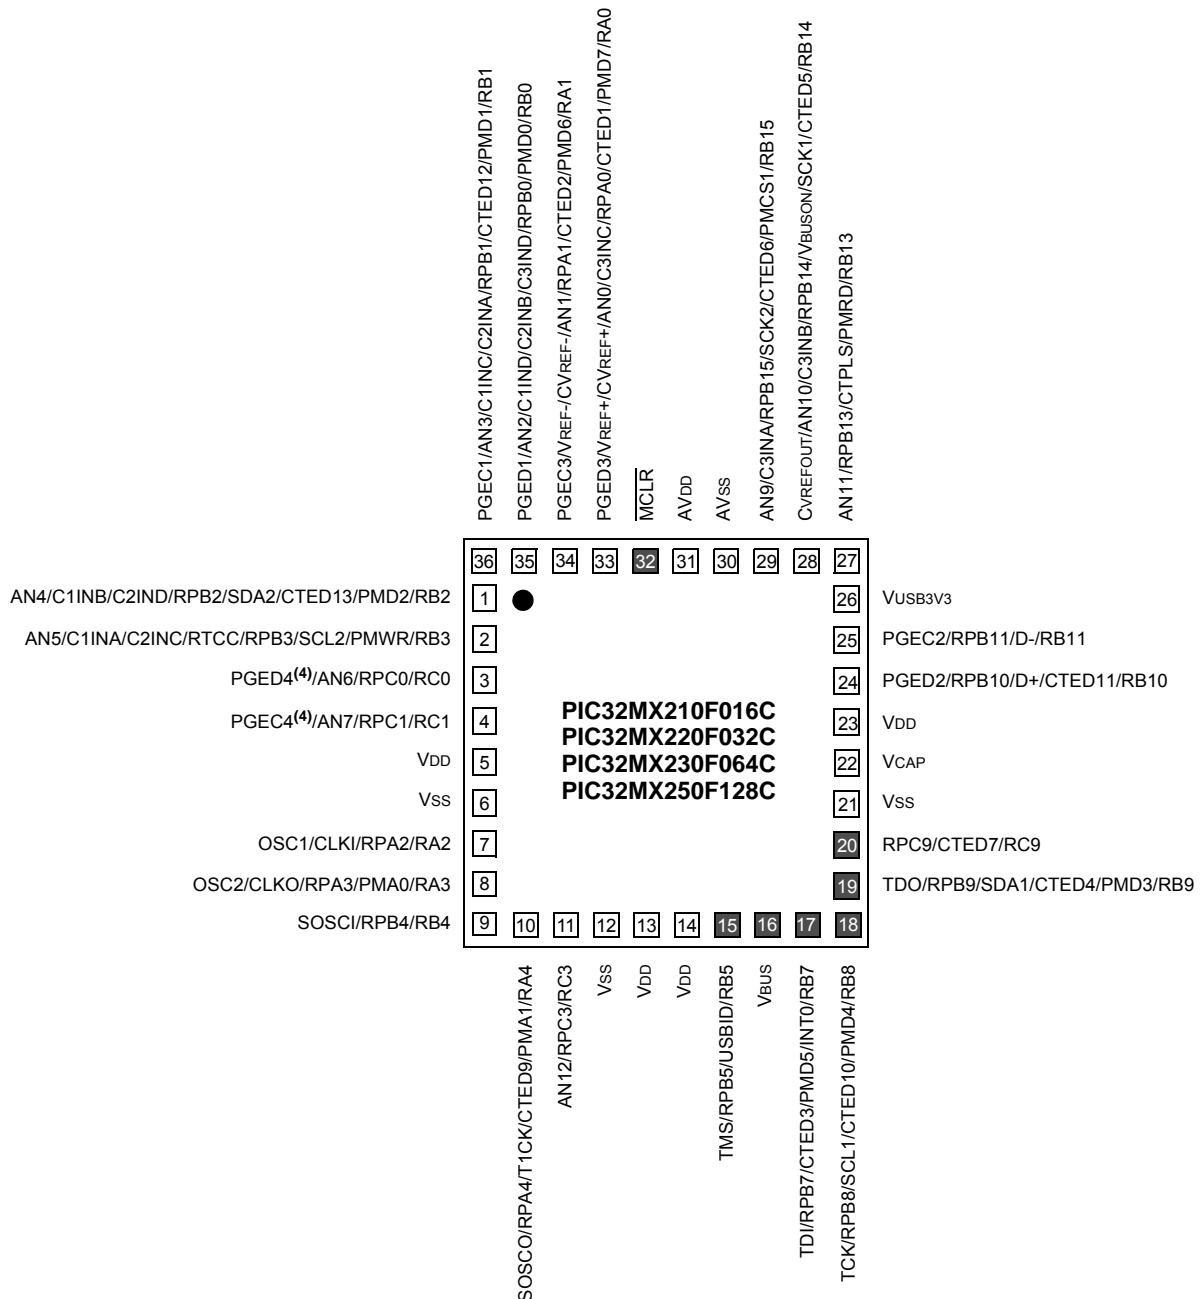 PGEC1/AN3/C1INC/C2INA/RPB1/CTED12/PMD1/RB1
PGED1/AN2/C1IND/C2INB/C3IND/RPB0/PMD0/RB0
PGEC3/VREF-/CVREF-/AN1/RPA1/CTED2/PMD6/RA1
PGED3/VREF+/CVREF+/AN0/C3INC/RPA0/CTED1/PMD7/RA0
MCLR
AVDD
AVSS
AN9/C3INA/RPB15/SCK2/CTED6/PMCS1/RB15
CVREFOUT/AN10/C3INB/RPB14/VBUSON/SCK1/CTED5/RB14
AN11/RPB13/CTPLS/PMRD/RB13
36 35 34 33 32 31 30 29 28 27
AN4/C1INB/C2IND/RPB2/SDA2/CTED13/PMD2/RB2 1
26 VUSB3V3
AN5/C1INA/C2INC/RTCC/RPB3/SCL2/PMWR/RB3 2
25 PGEC2/RPB11/D-/RB11
PGED4(4)/AN6/RPC0/RC0 3
24 PGED2/RPB10/D+/CTED11/RB10
PGEC4(4)/AN7/RPC1/RC1 4
23 VDD
VDD 5
22 VCAP
VSS 6
21 VSS
OSC1/CLKI/RPA2/RA2 7
20 RPC9/CTED7/RC9
OSC2/CLKO/RPA3/PMA0/RA3 8
19 TDO/RPB9/SDA1/CTED4/PMD3/RB9
SOSCI/RPB4/RB4 9
PIC32MX210F016C
PIC32MX220F032C
PIC32MX230F064C
PIC32MX250F128C
10 11 12 13 14 15 16 17 18
SOSCO/RPA4/T1CK/CTED9/PMA1/RA4
AN12/RPC3/RC3
VSS
VDD
VDD
TMS/RPB5/USBID/RB5
VBUS
TDI/RPB7/CTED3/PMD5/INT0/RB7
TCK/RPB8/SCL1/CTED10/PMD4/RB8